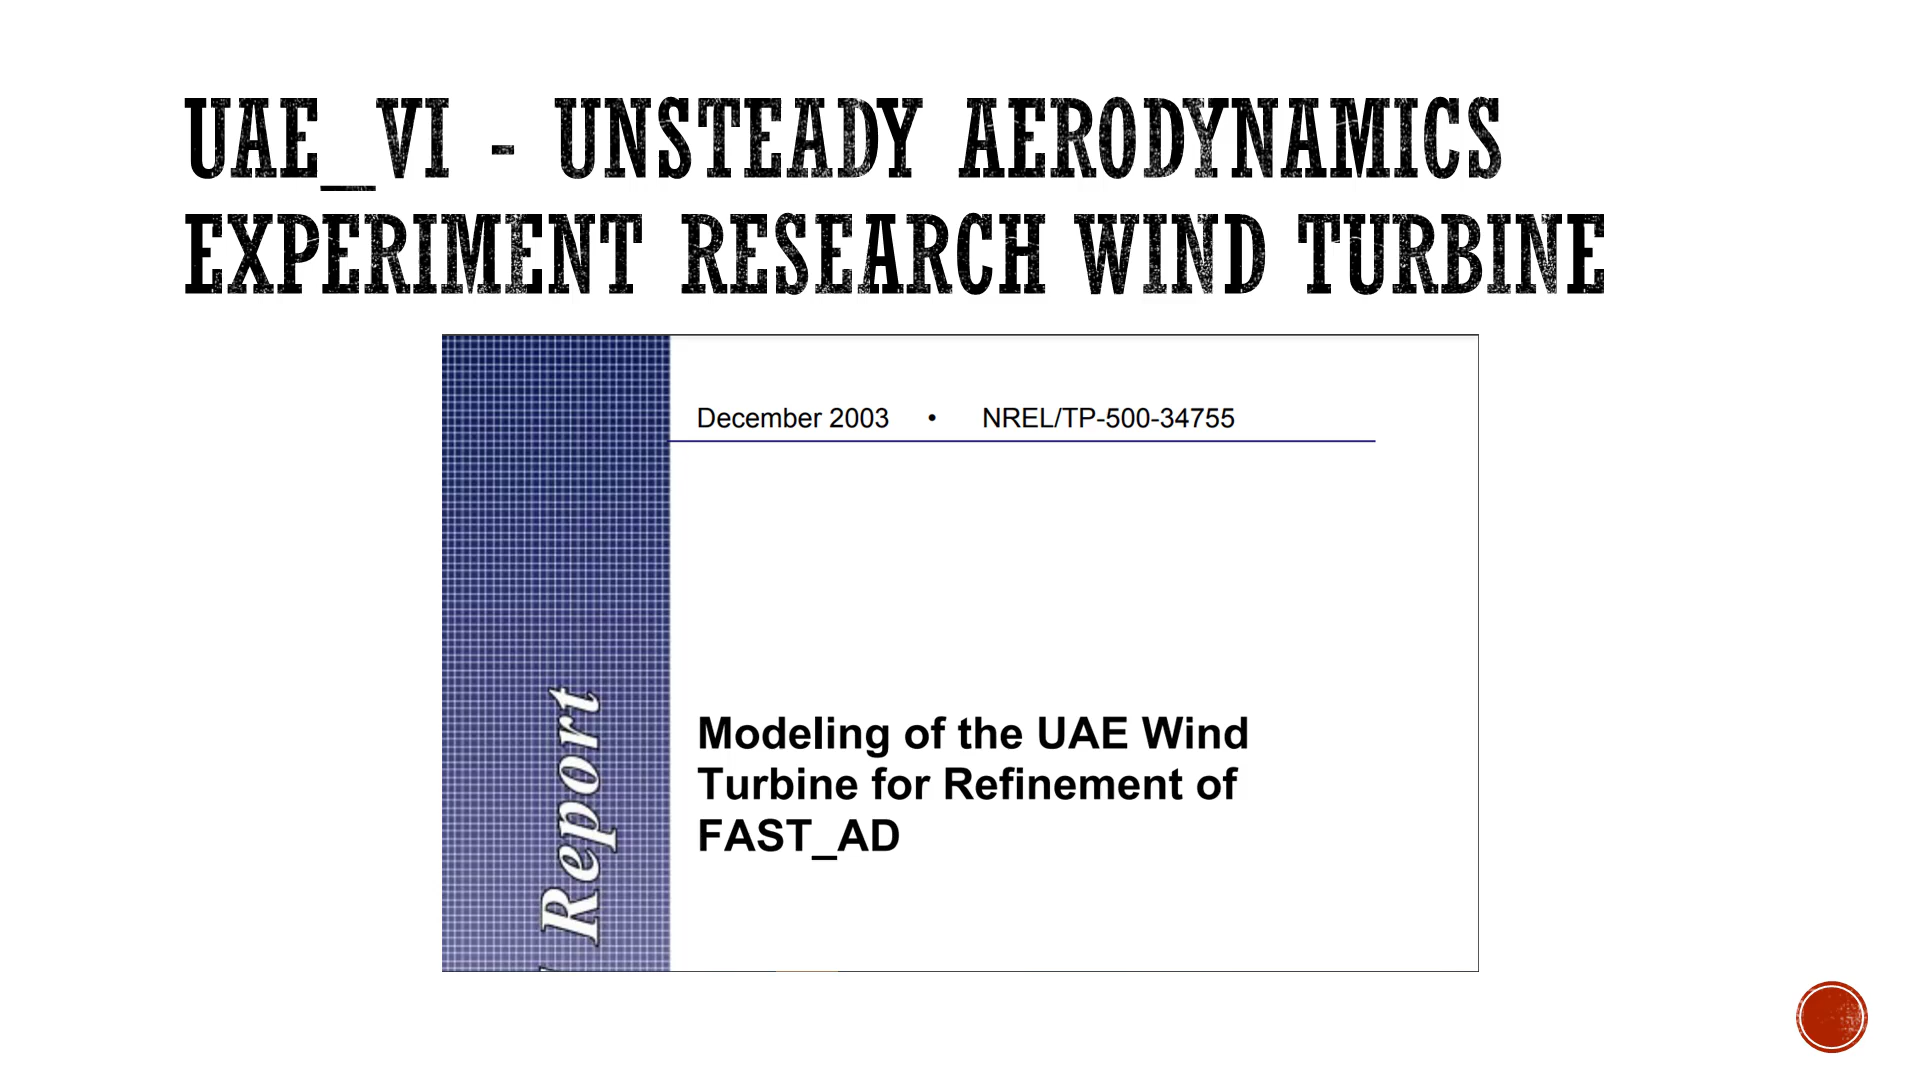 UAE_VI - UNSTEADY AERODYNAMICS
EXPERIMENT RESEARCH WIND TURBINE
December 2003 • NREL/TP-500-34755
Modeling of the UAE Wind
Turbine for Refinement of
FAST_AD
Report